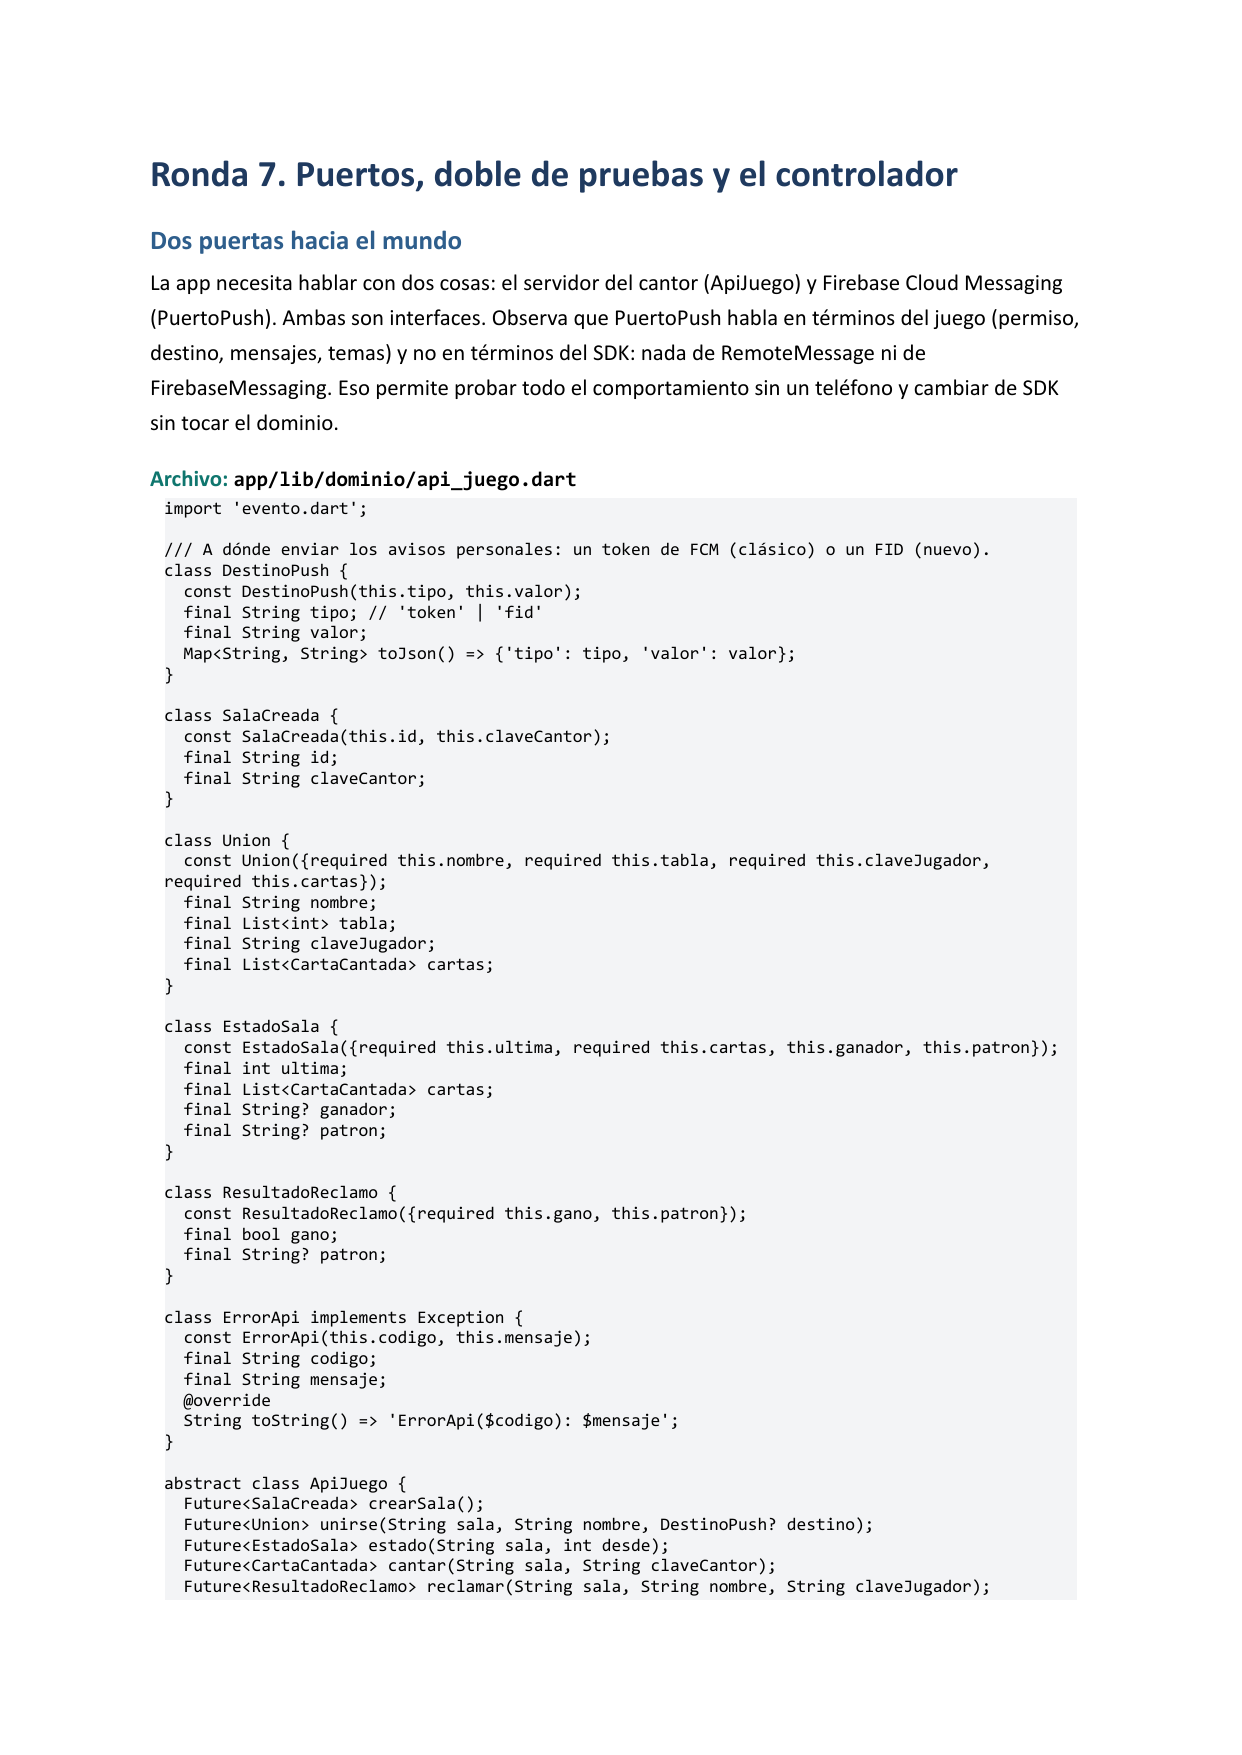 Ronda 7. Puertos, doble de pruebas y el controlador
Dos puertas hacia el mundo
La app necesita hablar con dos cosas: el servidor del cantor (ApiJuego) y Firebase Cloud Messaging
(PuertoPush). Ambas son interfaces. Observa que PuertoPush habla en términos del juego (permiso,
destino, mensajes, temas) y no en términos del SDK: nada de RemoteMessage ni de
FirebaseMessaging. Eso permite probar todo el comportamiento sin un teléfono y cambiar de SDK
sin tocar el dominio.
Archivo: app/lib/dominio/api_juego.dart
import 'evento.dart';

/// A dónde enviar los avisos personales: un token de FCM (clásico) o un FID (nuevo).
class DestinoPush {
  const DestinoPush(this.tipo, this.valor);
  final String tipo; // 'token' | 'fid'
  final String valor;
  Map<String, String> toJson() => {'tipo': tipo, 'valor': valor};
}

class SalaCreada {
  const SalaCreada(this.id, this.claveCantor);
  final String id;
  final String claveCantor;
}

class Union {
  const Union({required this.nombre, required this.tabla, required this.claveJugador,
required this.cartas});
  final String nombre;
  final List<int> tabla;
  final String claveJugador;
  final List<CartaCantada> cartas;
}

class EstadoSala {
  const EstadoSala({required this.ultima, required this.cartas, this.ganador, this.patron});
  final int ultima;
  final List<CartaCantada> cartas;
  final String? ganador;
  final String? patron;
}

class ResultadoReclamo {
  const ResultadoReclamo({required this.gano, this.patron});
  final bool gano;
  final String? patron;
}

class ErrorApi implements Exception {
  const ErrorApi(this.codigo, this.mensaje);
  final String codigo;
  final String mensaje;
  @override
  String toString() => 'ErrorApi($codigo): $mensaje';
}

abstract class ApiJuego {
  Future<SalaCreada> crearSala();
  Future<Union> unirse(String sala, String nombre, DestinoPush? destino);
  Future<EstadoSala> estado(String sala, int desde);
  Future<CartaCantada> cantar(String sala, String claveCantor);
  Future<ResultadoReclamo> reclamar(String sala, String nombre, String claveJugador);